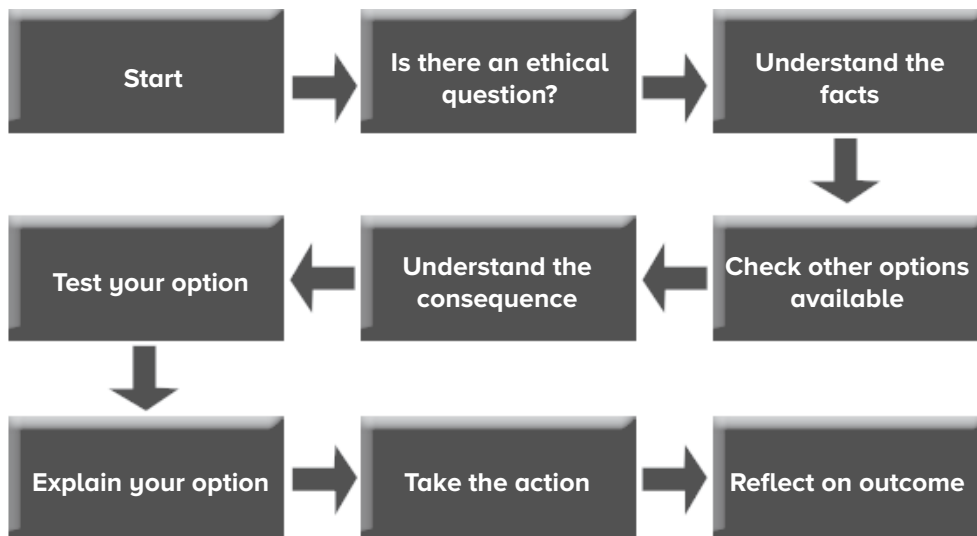 Start
Is there an ethical
question?
Understand the
facts
Check other options
available
Understand the
consequence
Test your option
Explain your option
Take the action
Reflect on outcome